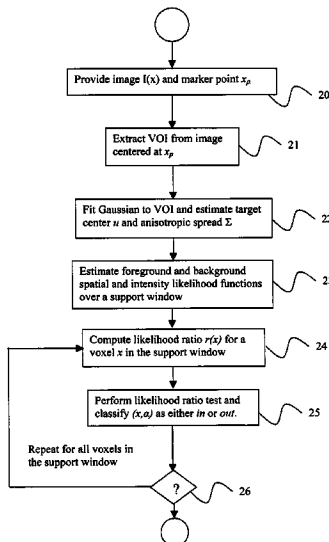 Provide image I(x) and marker point xp
20
Extract VOI from image
centered at xp
21
Fit Gaussian to VOI and estimate target
center u and anisotropic spread Σ
Estimate foreground and background
spatial and intensity likelihood functions
over a support window
Compute likelihood ratio r(x) for a
voxel x in the support window
24
Perform likelihood ratio test and
classify (x,α) as either in or out.
25
Repeat for all voxels in
the support window
?
26